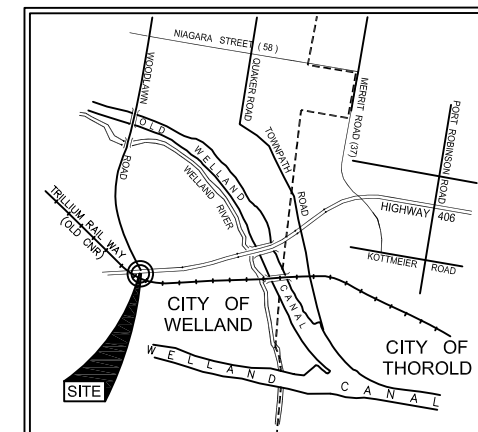 NIAGARA STREET (58)
WOODLAWN
ROAD
QUAKER ROAD
TOWNPATH
ROAD
MERRIT ROAD (37)
PORT ROBINSON ROAD
OLD WELLAND
CANAL
WELLAND RIVER
HIGHWAY 406
KOTTMEIER ROAD
TRILLIUM RAIL WAY
(OLD CNR)
CITY OF
WELLAND
CITY OF
THOROLD
WELLAND CANAL
SITE